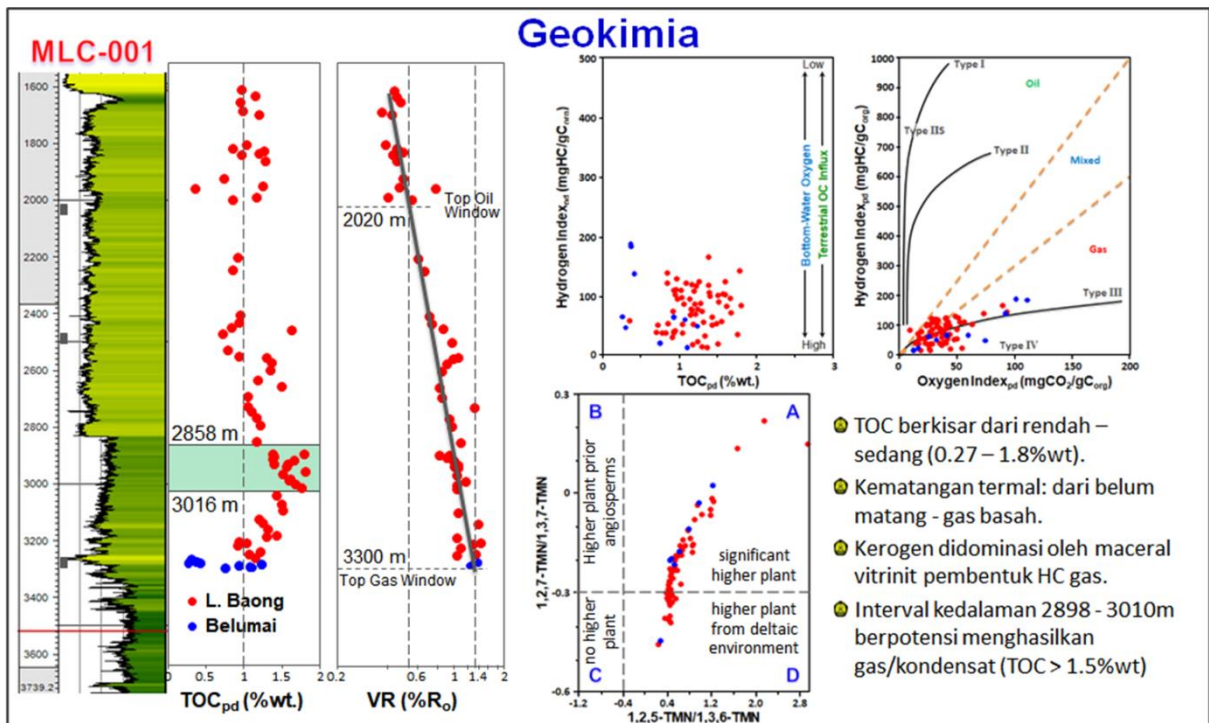 Geokimia
MLC-001
1600
1800
2000
2200
2400
2600
2800
3000
3200
3400
3600
3739.2
2858 m
3016 m
L. Baong
Belumai
0 0.5 1 1.5 2
TOCpd (%wt.)
Top Oil
Window
2020 m
3300 m
Top Gas Window
0.2 0.6 1 1.4 2
VR (%Ro)
500
400
300
200
100
0
Hydrogen Indexpd (mgHC/gCorg)
0 1 2 3
TOCpd (%wt.)
Low
Bottom-Water Oxygen
Terrestrial OC Influx
High
1000
900
800
700
600
500
400
300
200
100
0
Hydrogen Indexpd (mgHC/gCorg)
Type I
Oil
Type IIS
Type II
Mixed
Gas
Type III
Type IV
0 50 100 150 200
Oxygen Indexpd (mgCO2/gCorg)
0.3
0
-0.3
-0.6
1,2,7-TMN/1,3,7-TMN
B
A
Higher plant prior
angiosperms
significant
higher plant
no higher
plant
higher plant
from deltaic
environment
C
D
-1.2 -0.4 0.4 1.2 2 2.8
1,2,5-TMN/1,3,6-TMN
TOC berkisar dari rendah –
sedang (0.27 – 1.8%wt).
Kematangan termal: dari belum
matang - gas basah.
Kerogen didominasi oleh maceral
vitrinit pembentuk HC gas.
Interval kedalaman 2898 - 3010m
berpotensi menghasilkan
gas/kondensat (TOC > 1.5%wt)